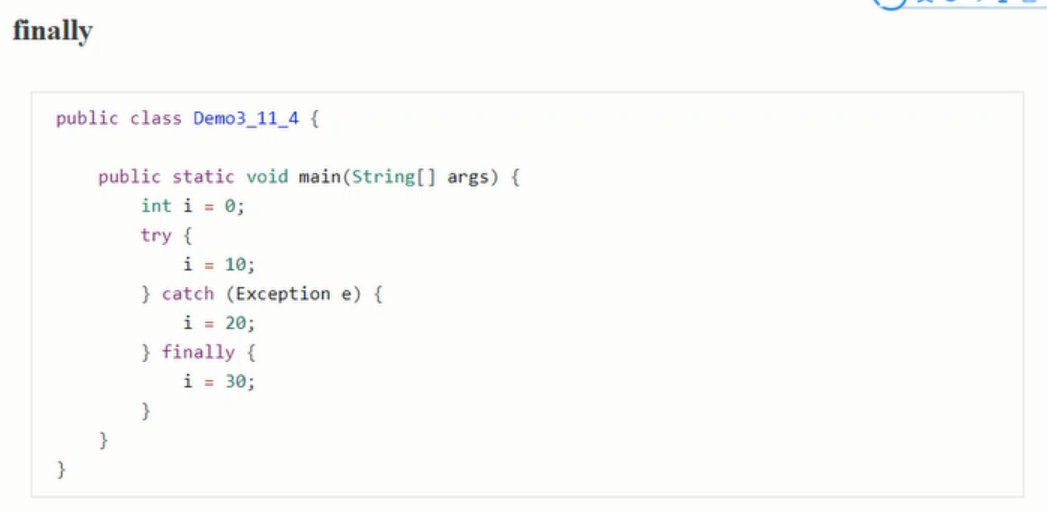 finally
public class Demo3_11_4 {
public static void main(String[] args) {
int i = 0;
try {
i = 10;
} catch (Exception e) {
i = 20;
} finally {
i = 30;
}
}
}